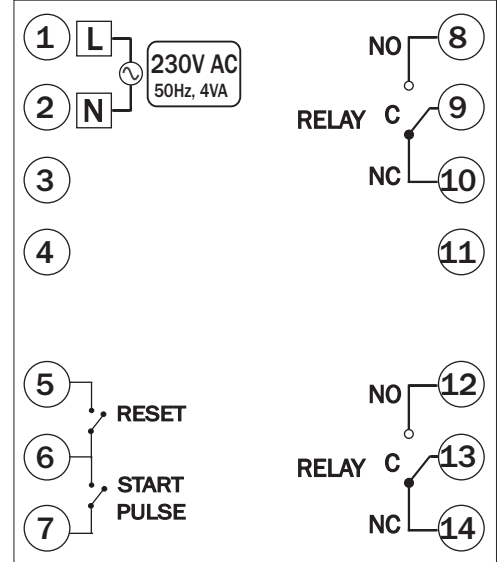 1 L 230V AC NO 8
50Hz, 4VA
2 N RELAY C 9
3 NC 10
4 11
5 NO 12
RESET
6 RELAY C 13
START
PULSE
7 NC 14